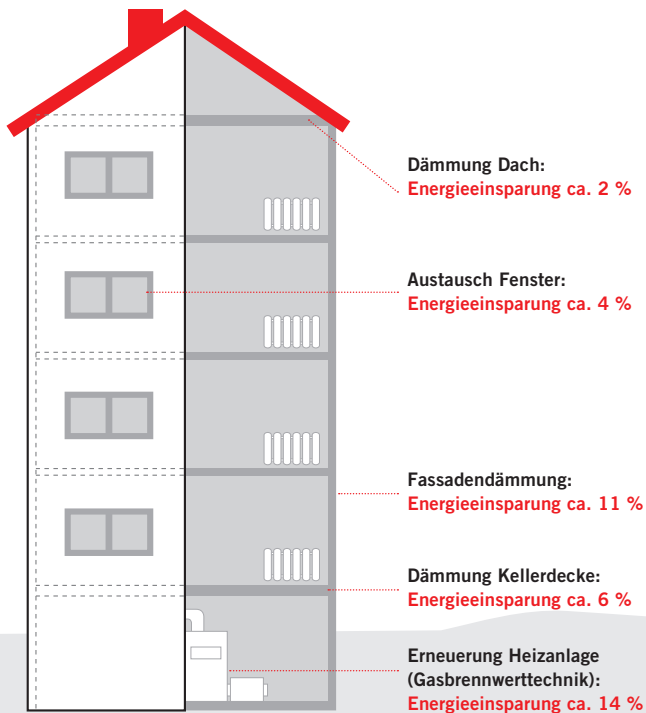 Dämmung Dach:
Energieeinsparung ca. 2 %
Austausch Fenster:
Energieeinsparung ca. 4 %
Fassadendämmung:
Energieeinsparung ca. 11 %
Dämmung Kellerdecke:
Energieeinsparung ca. 6 %
Erneuerung Heizanlage
(Gasbrennwerttechnik):
Energieeinsparung ca. 14 %